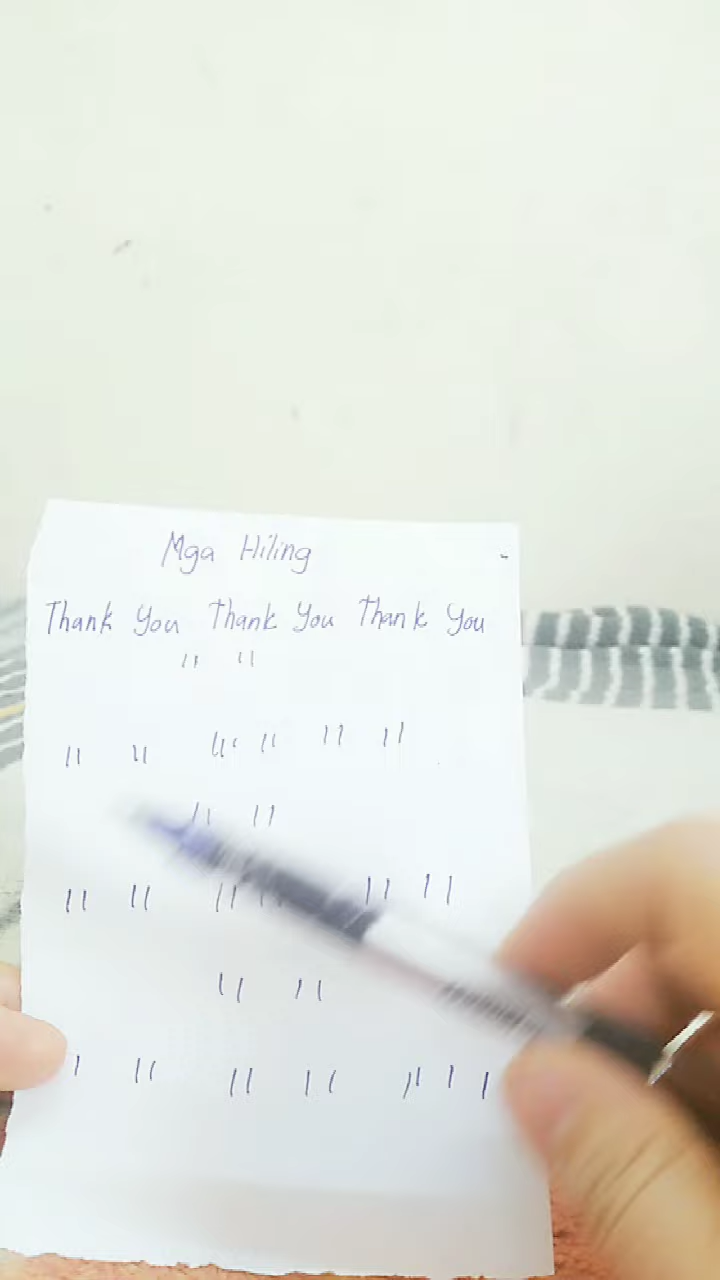 Mga Hiling
Thank You Thank You Thank You
" "
" " " " " "
" "
" " " " "
" "
" " " " " "